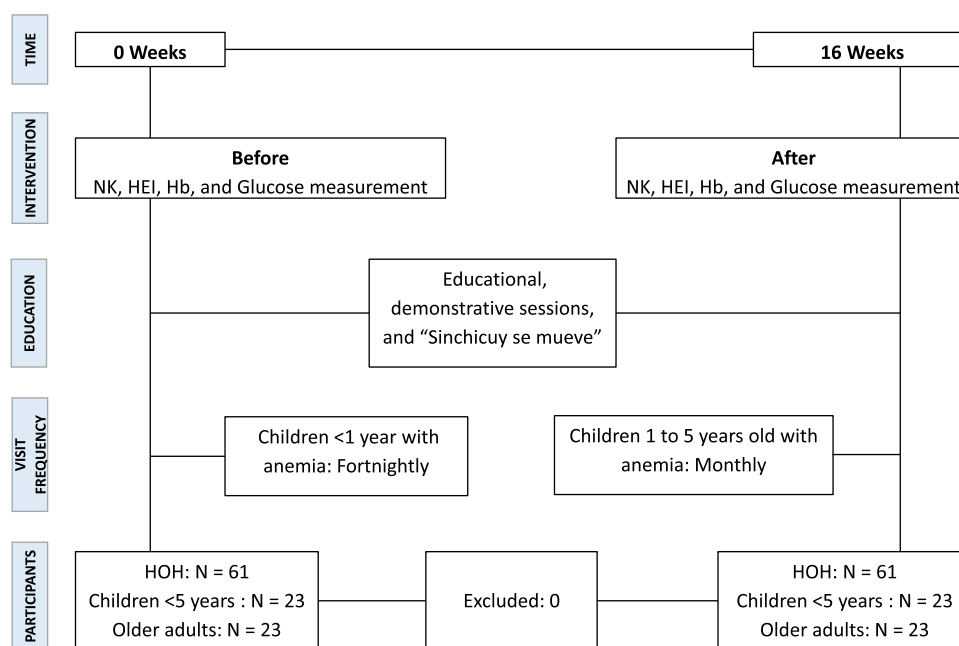 TIME
0 Weeks
16 Weeks
INTERVENTION
Before
NK, HEI, Hb, and Glucose measurement
After
NK, HEI, Hb, and Glucose measurement
EDUCATION
Educational,
demonstrative sessions,
and “Sinchicuy se mueve”
VISIT
FREQUENCY
Children <1 year with
anemia: Fortnightly
Children 1 to 5 years old with
anemia: Monthly
PARTICIPANTS
HOH: N = 61
Children <5 years : N = 23
Older adults: N = 23
Excluded: 0
HOH: N = 61
Children <5 years : N = 23
Older adults: N = 23